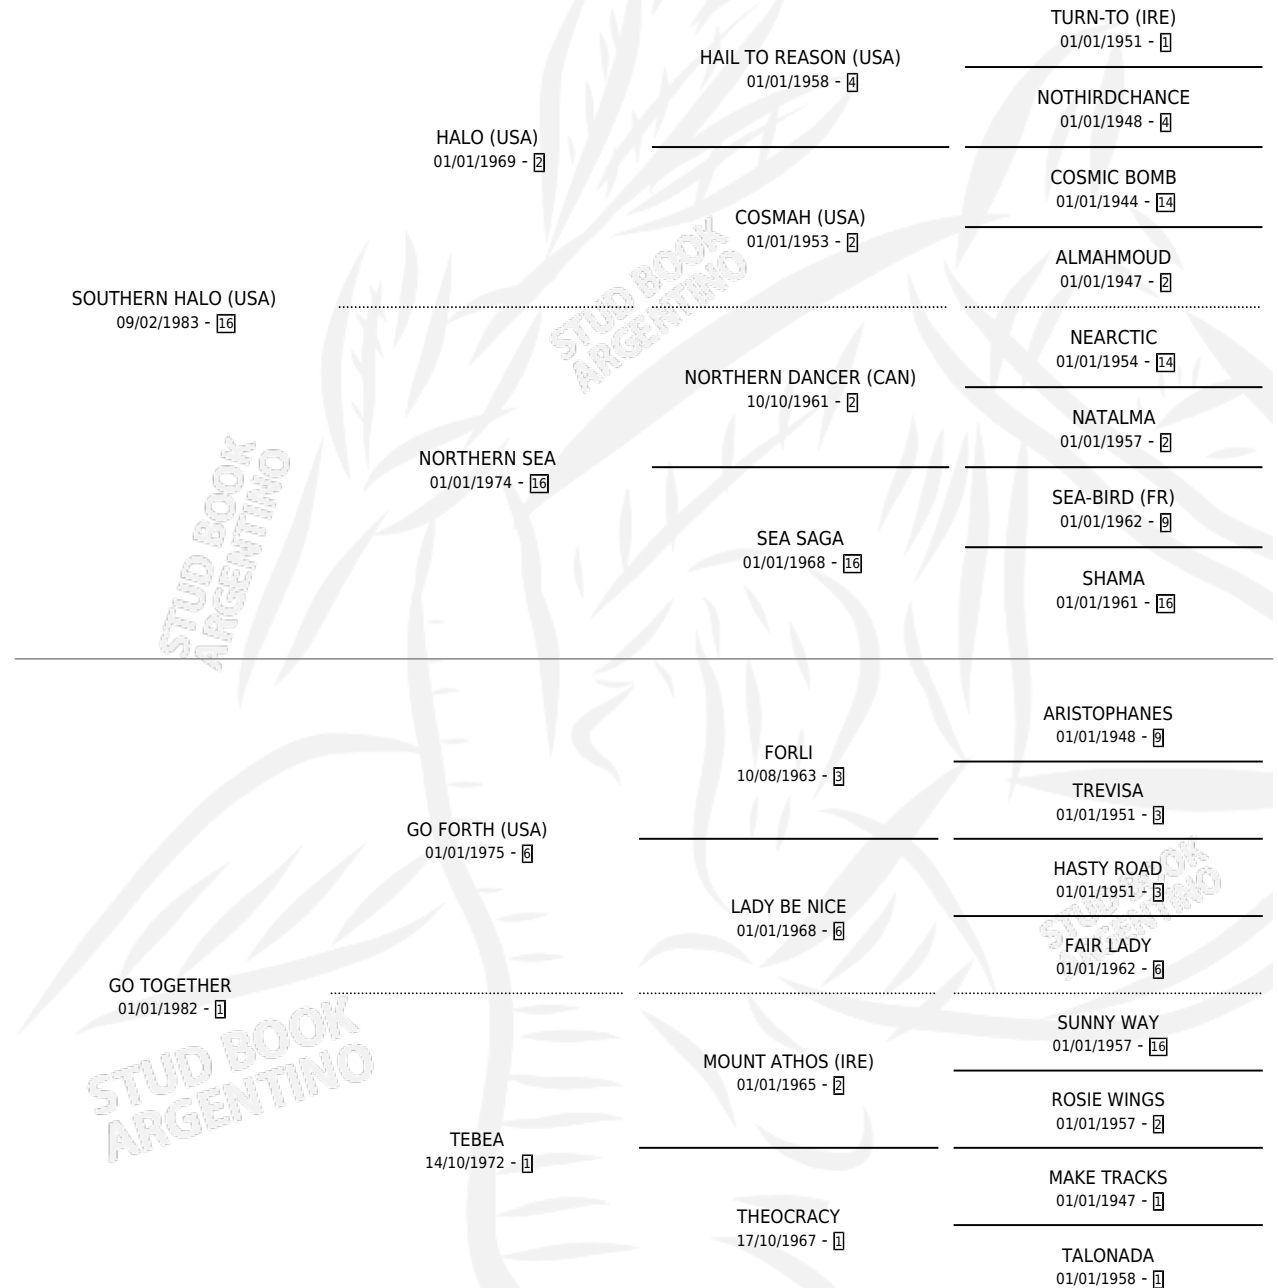 TURN-TO (IRE)
01/01/1951 - 1
HAIL TO REASON (USA)
01/01/1958 - 4
NOTHIRDCHANCE
01/01/1948 - 4
HALO (USA)
01/01/1969 - 2
COSMIC BOMB
01/01/1944 - 14
COSMAH (USA)
01/01/1953 - 2
ALMAHMOUD
01/01/1947 - 2
SOUTHERN HALO (USA)
09/02/1983 - 16
NEARCTIC
01/01/1954 - 14
NORTHERN DANCER (CAN)
10/10/1961 - 2
NATALMA
01/01/1957 - 2
NORTHERN SEA
01/01/1974 - 16
SEA-BIRD (FR)
01/01/1962 - 9
SEA SAGA
01/01/1968 - 16
SHAMA
01/01/1961 - 16
ARISTOPHANES
01/01/1948 - 9
FORLI
10/08/1963 - 3
TREVISA
01/01/1951 - 3
GO FORTH (USA)
01/01/1975 - 6
HASTY ROAD
01/01/1951 - 3
LADY BE NICE
01/01/1968 - 6
FAIR LADY
01/01/1962 - 6
GO TOGETHER
01/01/1982 - 1
SUNNY WAY
01/01/1957 - 16
MOUNT ATHOS (IRE)
01/01/1965 - 2
ROSIE WINGS
01/01/1957 - 2
TEBEA
14/10/1972 - 1
MAKE TRACKS
01/01/1947 - 1
THEOCRACY
17/10/1967 - 1
TALONADA
01/01/1958 - 1
STUD BOOK
ARGENTINO
STUD BOOK
ARGENTINO
STUD BOOK
ARGENTINO
STUD BOOK
ARGENTINO